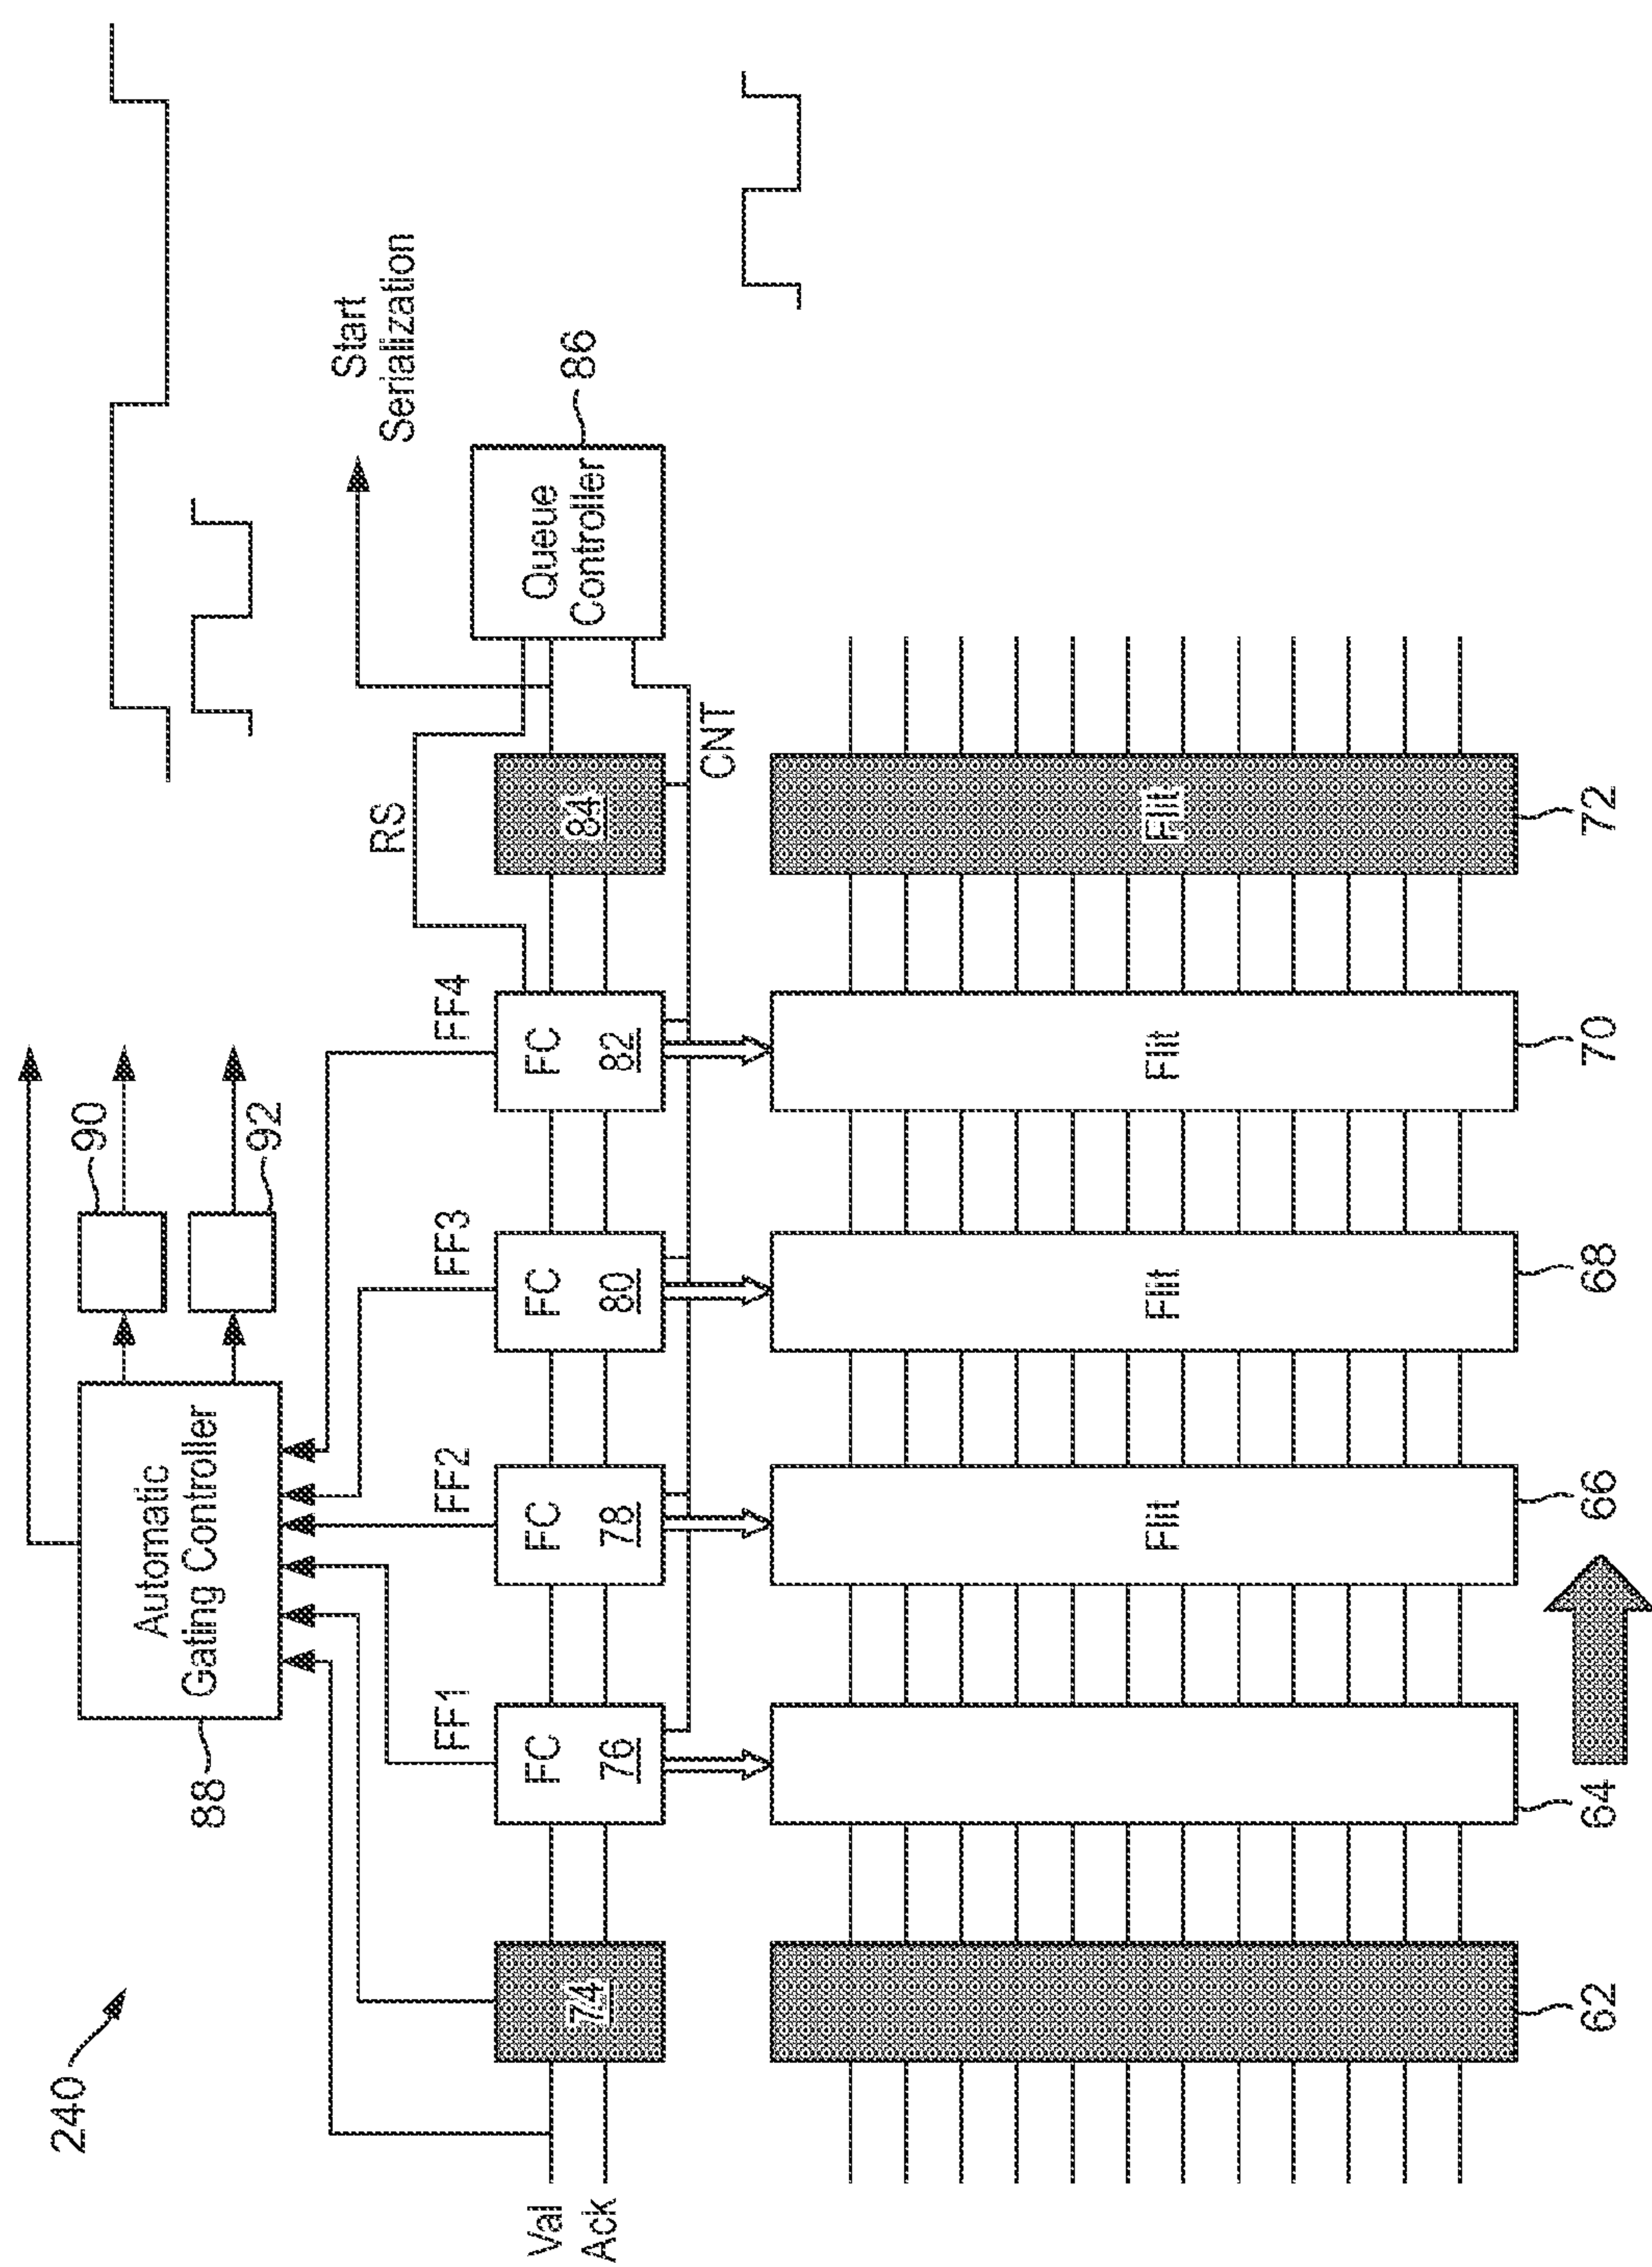 240
88
Automatic
Gating Controller
90
92
Start
Serialization
FF1
FF2
FF3
FF4
RS
Val
Ack
74
FC
76
FC
78
FC
80
FC
82
84
Queue
Controller
86
CNT
Flit
Flit
Flit
Flit
62
64
66
68
70
72